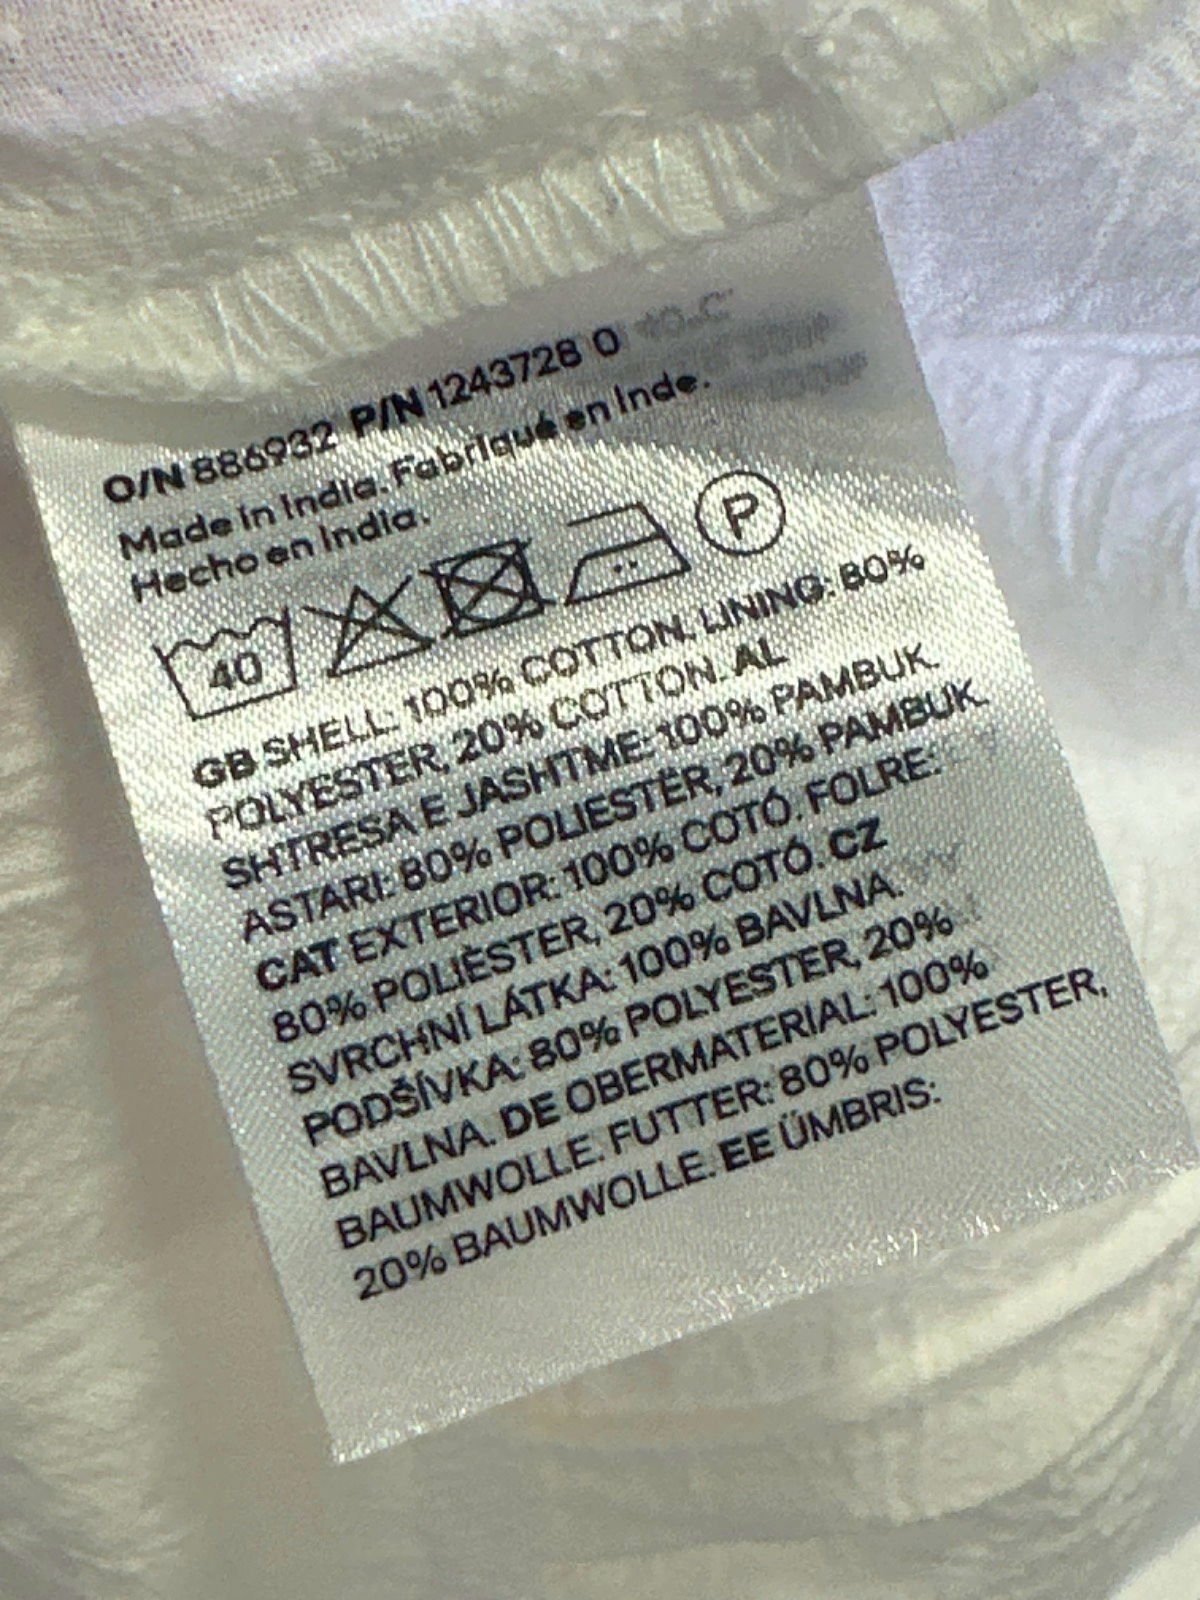 O/N 886932 P/N 1243728 0
Made in India. Fabriqué en Inde.
Hecho en India.
40 P
GB SHELL: 100% COTTON. LINING: 80%
POLYESTER, 20% COTTON. AL
SHTRESA E JASHTME: 100% PAMBUK.
ASTARI: 80% POLIESTËR, 20% PAMBUK.
CAT EXTERIOR: 100% COTÓ. FOLRE:
80% POLIÈSTER, 20% COTÓ. CZ
SVRCHNÍ LÁTKA: 100% BAVLNA.
PODŠÍVKA: 80% POLYESTER, 20%
BAVLNA. DE OBERMATERIAL: 100%
BAUMWOLLE. FUTTER: 80% POLYESTER,
20% BAUMWOLLE. EE ÜMBRIS: